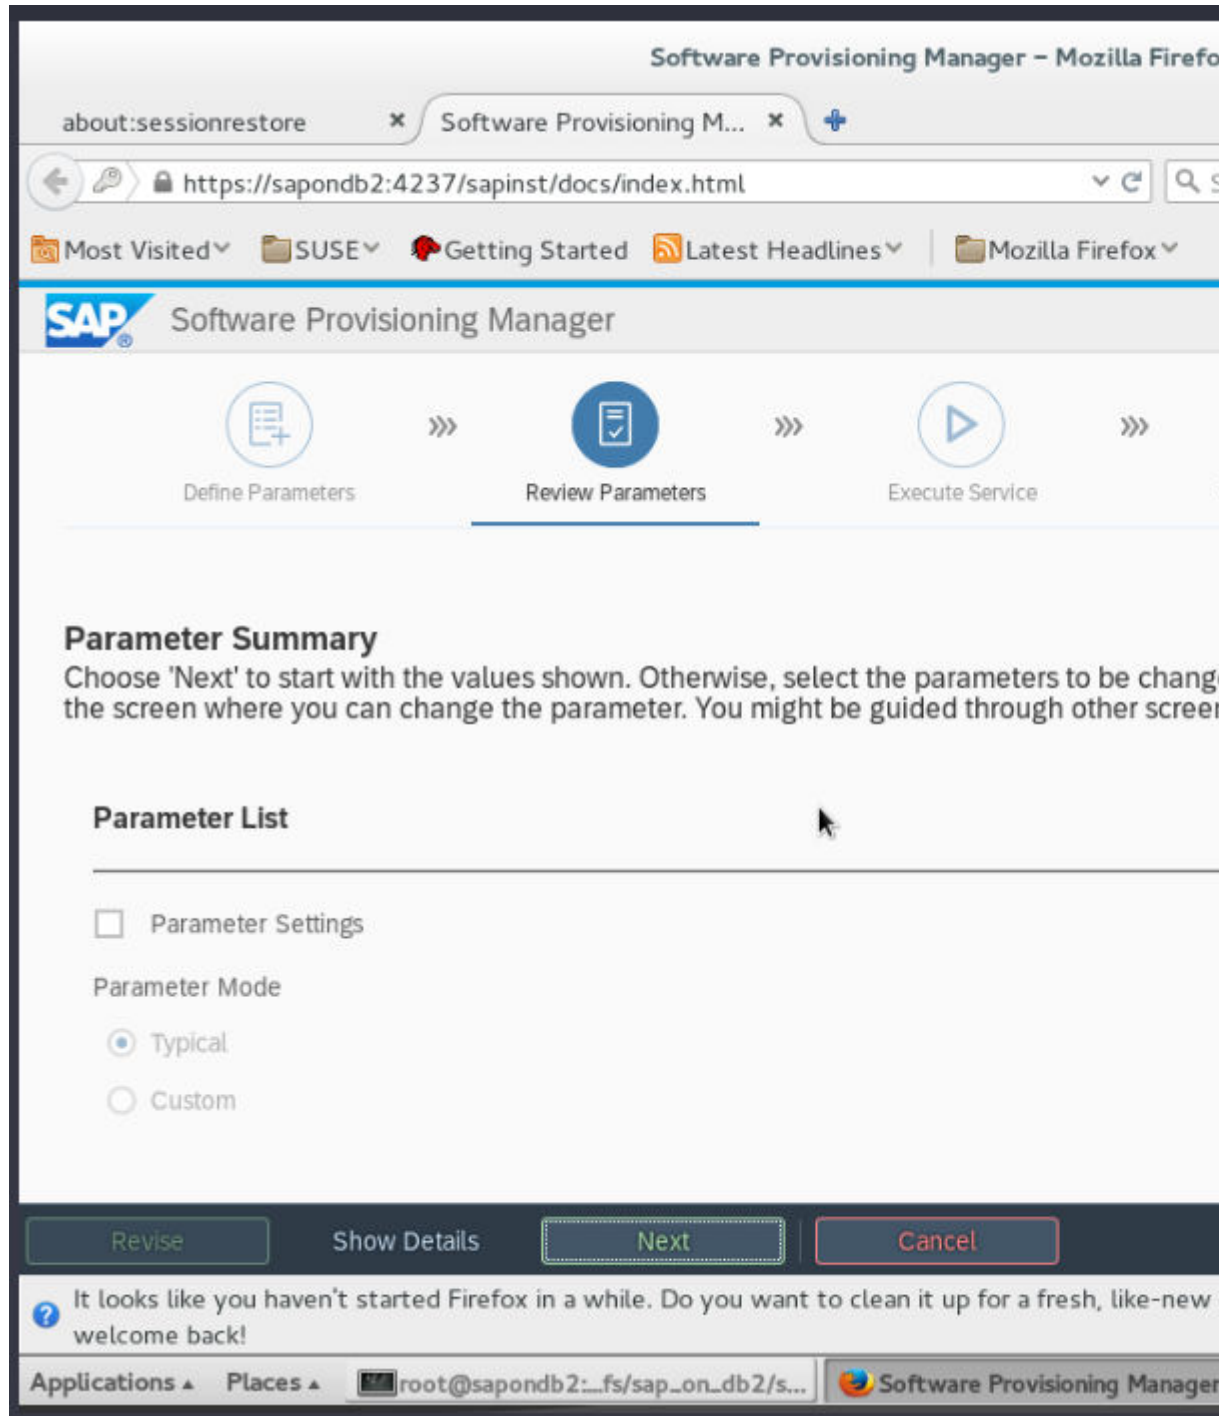 Software Provisioning Manager – Mozilla Firefo
about:sessionrestore
Software Provisioning M...
https://sapondb2:4237/sapinst/docs/index.html
Most Visited SUSE Getting Started Latest Headlines Mozilla Firefox
SAP® Software Provisioning Manager
Define Parameters Review Parameters Execute Service
Parameter Summary
Choose 'Next' to start with the values shown. Otherwise, select the parameters to be change
the screen where you can change the parameter. You might be guided through other screen
Parameter List
Parameter Settings
Parameter Mode
Typical
Custom
Revise Show Details Next Cancel
It looks like you haven't started Firefox in a while. Do you want to clean it up for a fresh, like-new
welcome back!
Applications Places root@sapondb2:_fs/sap_on_db2/s... Software Provisioning Manager